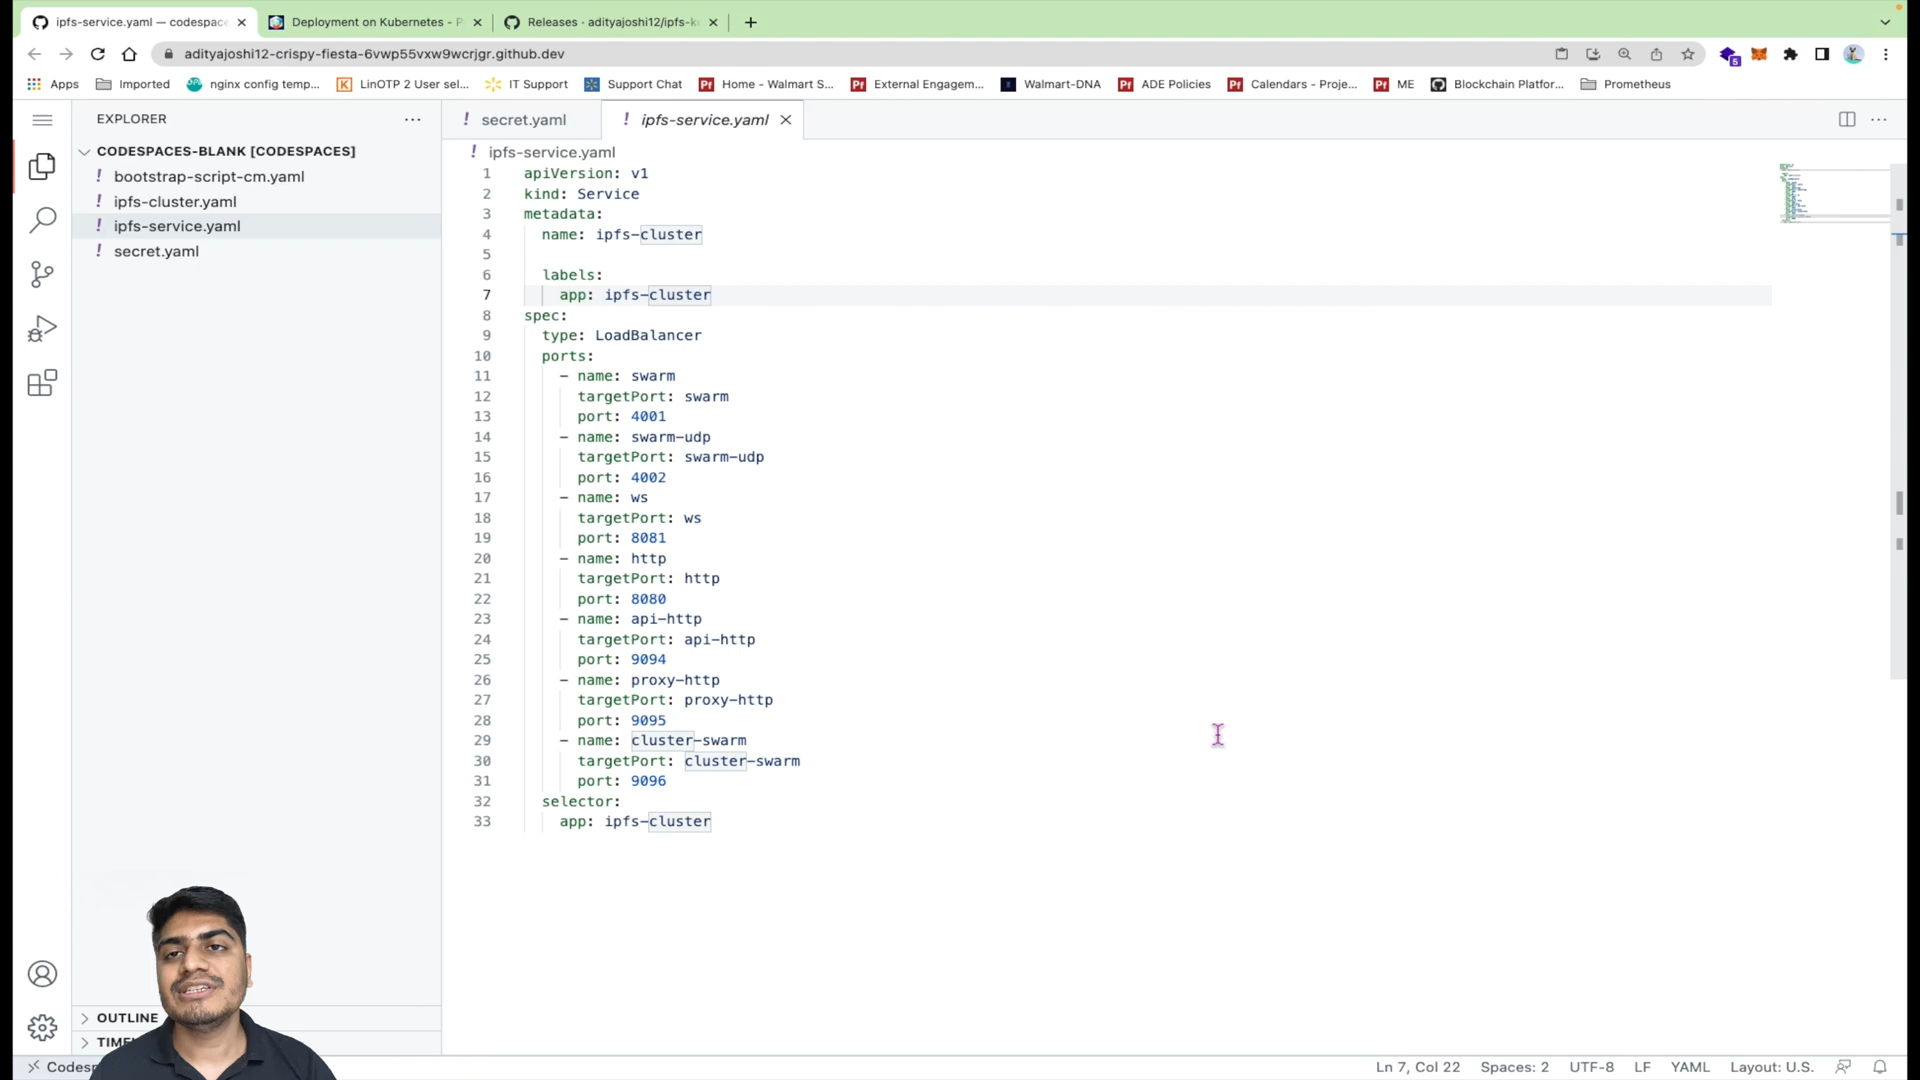 ipfs-service.yaml — codespace
Deployment on Kubernetes - P
Releases · adityajoshi12/ipfs-k
adityajoshi12-crispy-fiesta-6vwp55vxw9wcrjgr.github.dev
5
Apps
Imported
nginx config temp...
LinOTP 2 User sel...
IT Support
Support Chat
Home - Walmart S...
External Engagem...
Walmart-DNA
ADE Policies
Calendars - Proje...
ME
Blockchain Platfor...
Prometheus
EXPLORER
CODESPACES-BLANK [CODESPACES]
! bootstrap-script-cm.yaml
! ipfs-cluster.yaml
! ipfs-service.yaml
! secret.yaml
OUTLINE
TIME
! secret.yaml
! ipfs-service.yaml
! ipfs-service.yaml
1 apiVersion: v1
2 kind: Service
3 metadata:
4 name: ipfs-cluster
5
6 labels:
7 app: ipfs-cluster
8 spec:
9 type: LoadBalancer
10 ports:
11 - name: swarm
12 targetPort: swarm
13 port: 4001
14 - name: swarm-udp
15 targetPort: swarm-udp
16 port: 4002
17 - name: ws
18 targetPort: ws
19 port: 8081
20 - name: http
21 targetPort: http
22 port: 8080
23 - name: api-http
24 targetPort: api-http
25 port: 9094
26 - name: proxy-http
27 targetPort: proxy-http
28 port: 9095
29 - name: cluster-swarm
30 targetPort: cluster-swarm
31 port: 9096
32 selector:
33 app: ipfs-cluster
Codesp
Ln 7, Col 22
Spaces: 2
UTF-8
LF
YAML
Layout: U.S.